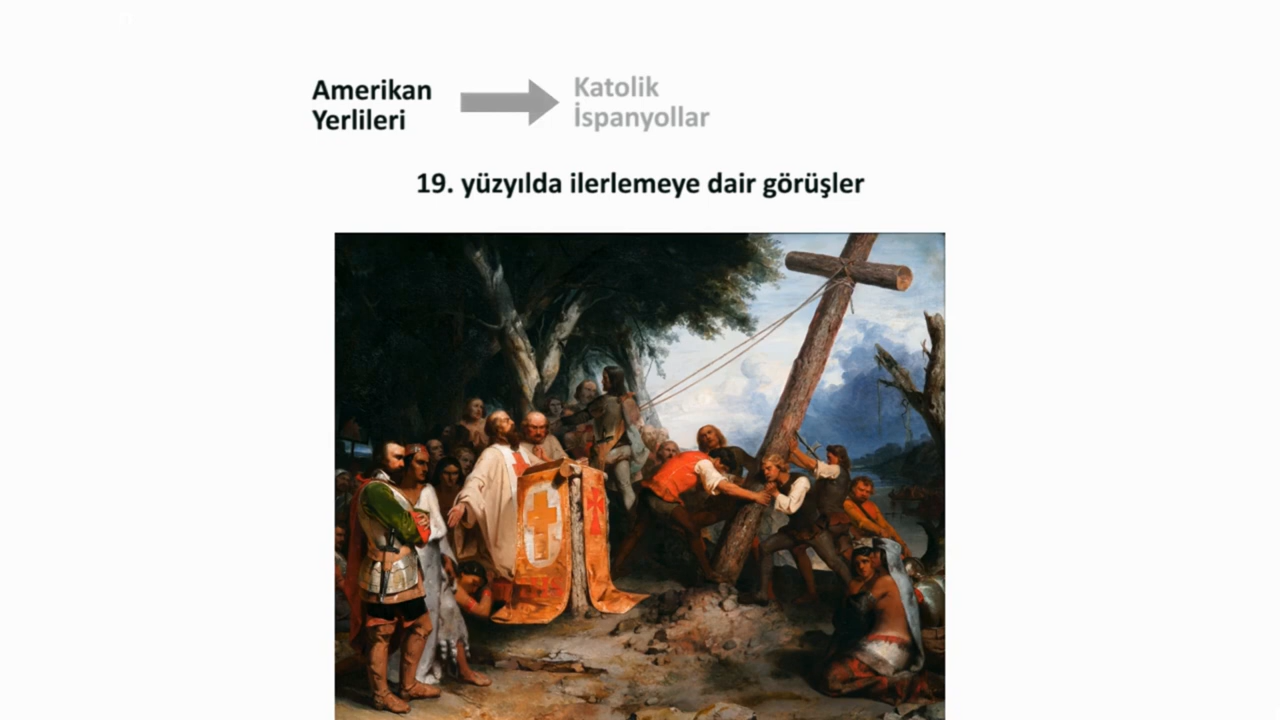 Amerikan
Yerlileri
Katolik
İspanyollar
19. yüzyılda ilerlemeye dair görüşler